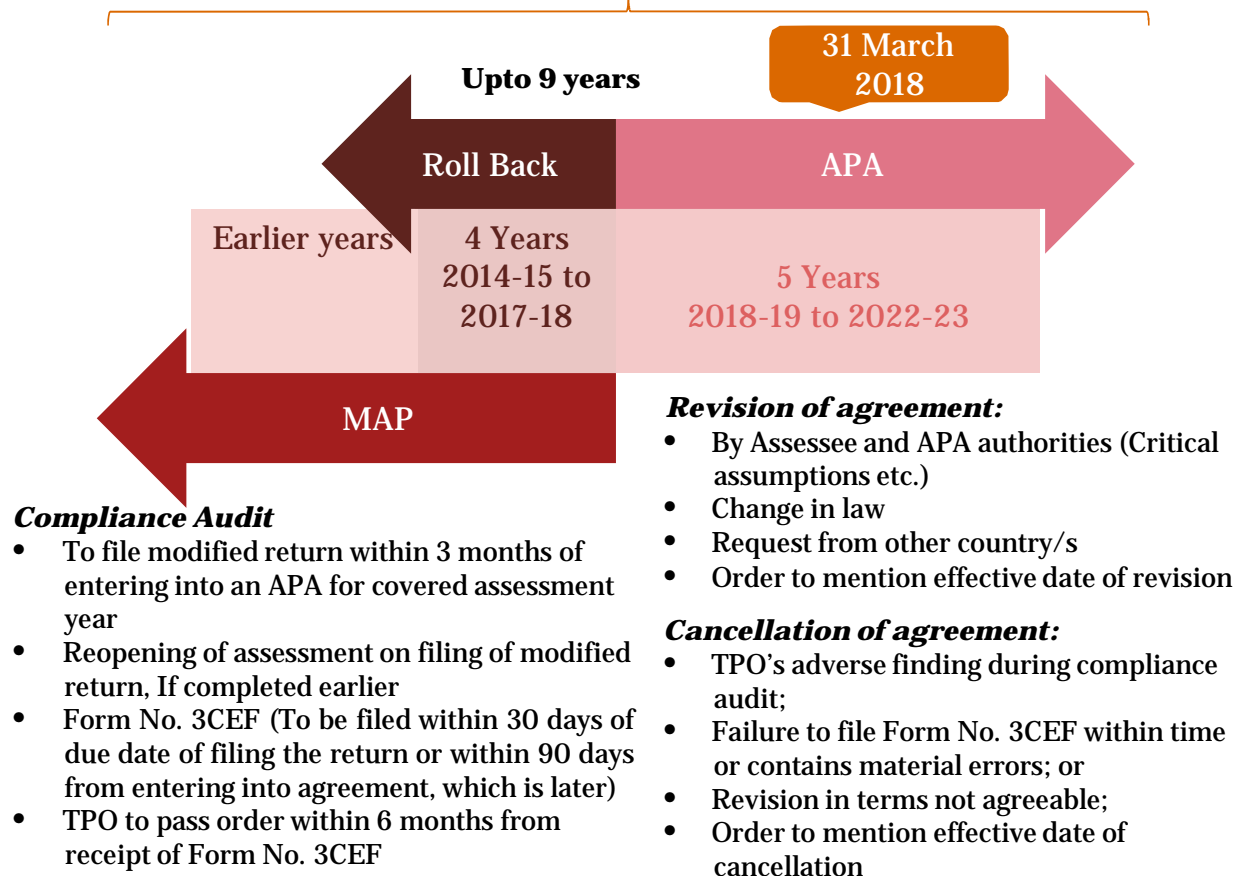 31 March
2018
Upto 9 years
Roll Back
APA
Earlier years
4 Years
2014-15 to
2017-18
5 Years
2018-19 to 2022-23
MAP
Compliance Audit
• To file modified return within 3 months of
entering into an APA for covered assessment
year
• Reopening of assessment on filing of modified
return, If completed earlier
• Form No. 3CEF (To be filed within 30 days of
due date of filing the return or within 90 days
from entering into agreement, which is later)
• TPO to pass order within 6 months from
receipt of Form No. 3CEF
Revision of agreement:
• By Assessee and APA authorities (Critical
assumptions etc.)
• Change in law
• Request from other country/s
• Order to mention effective date of revision
Cancellation of agreement:
• TPO's adverse finding during compliance
audit;
• Failure to file Form No. 3CEF within time
or contains material errors; or
• Revision in terms not agreeable;
• Order to mention effective date of
cancellation